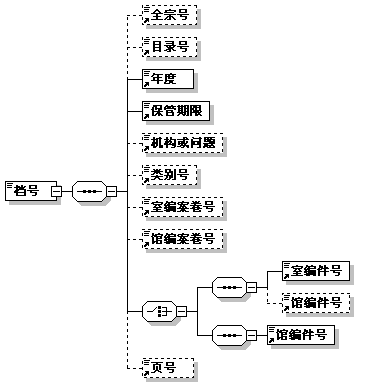 全宗号
目录号
年度
保管期限
机构或问题
类别号
档号
室编案卷号
馆编案卷号
室编件号
馆编件号
馆编件号
页号